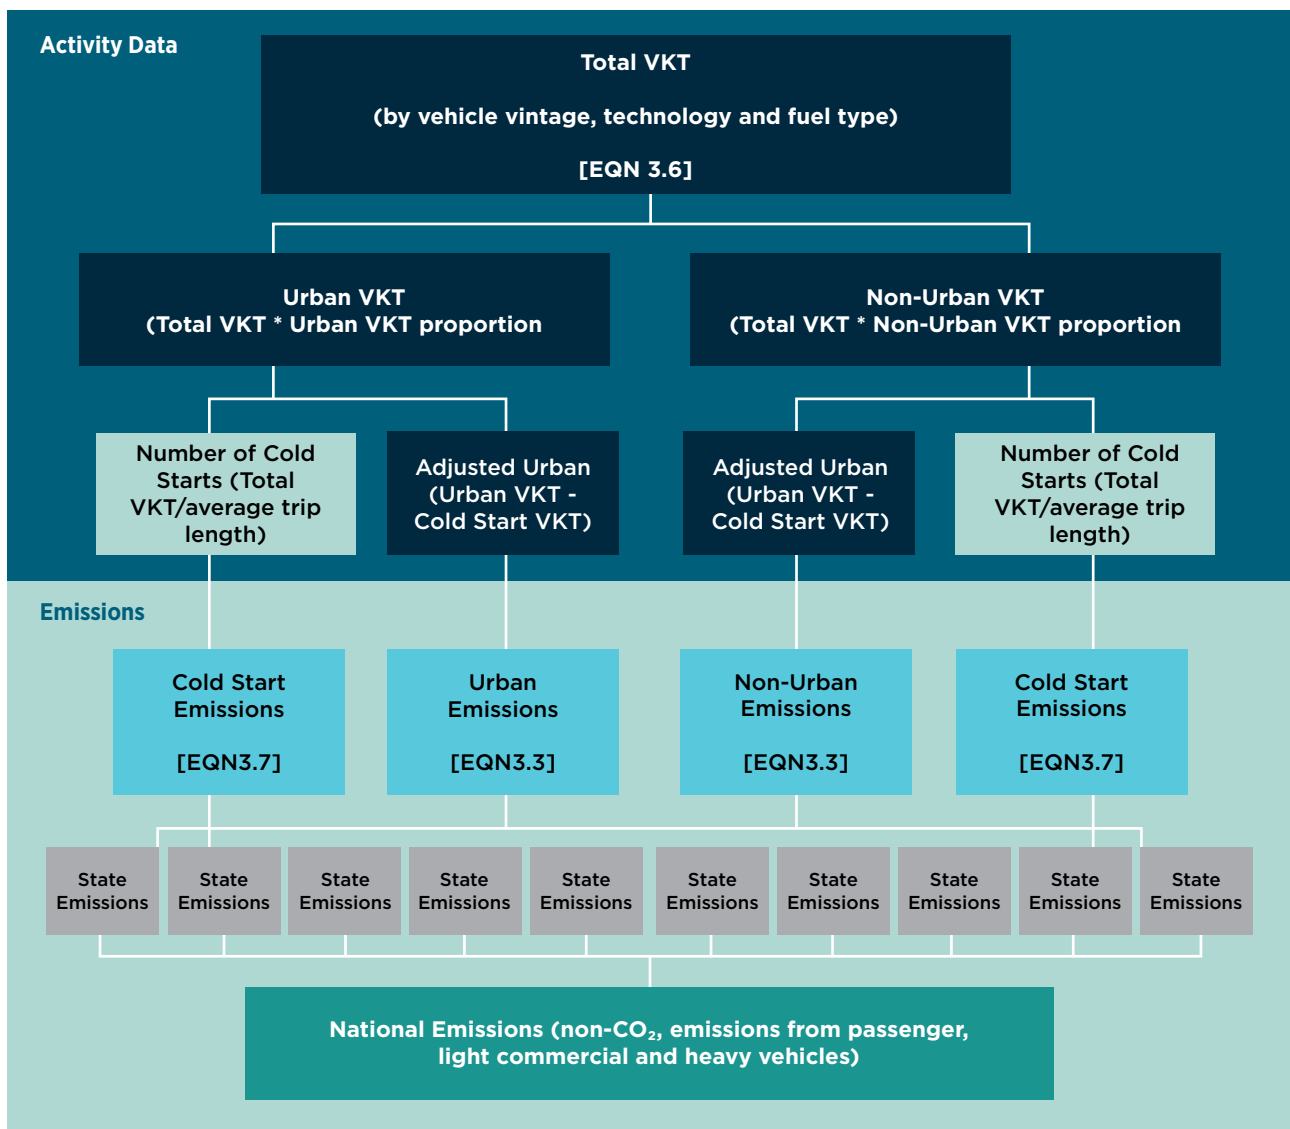 Activity Data
Total VKT
(by vehicle vintage, technology and fuel type)
[EQN 3.6]
Urban VKT
(Total VKT * Urban VKT proportion
Non-Urban VKT
(Total VKT * Non-Urban VKT proportion
Number of Cold
Starts (Total
VKT/average trip
length)
Adjusted Urban
(Urban VKT -
Cold Start VKT)
Adjusted Urban
(Urban VKT -
Cold Start VKT)
Number of Cold
Starts (Total
VKT/average trip
length)
Emissions
Cold Start
Emissions
[EQN3.7]
Urban
Emissions
[EQN3.3]
Non-Urban
Emissions
[EQN3.3]
Cold Start
Emissions
[EQN3.7]
State
Emissions
State
Emissions
State
Emissions
State
Emissions
State
Emissions
State
Emissions
State
Emissions
State
Emissions
State
Emissions
State
Emissions
National Emissions (non-CO₂, emissions from passenger,
light commercial and heavy vehicles)